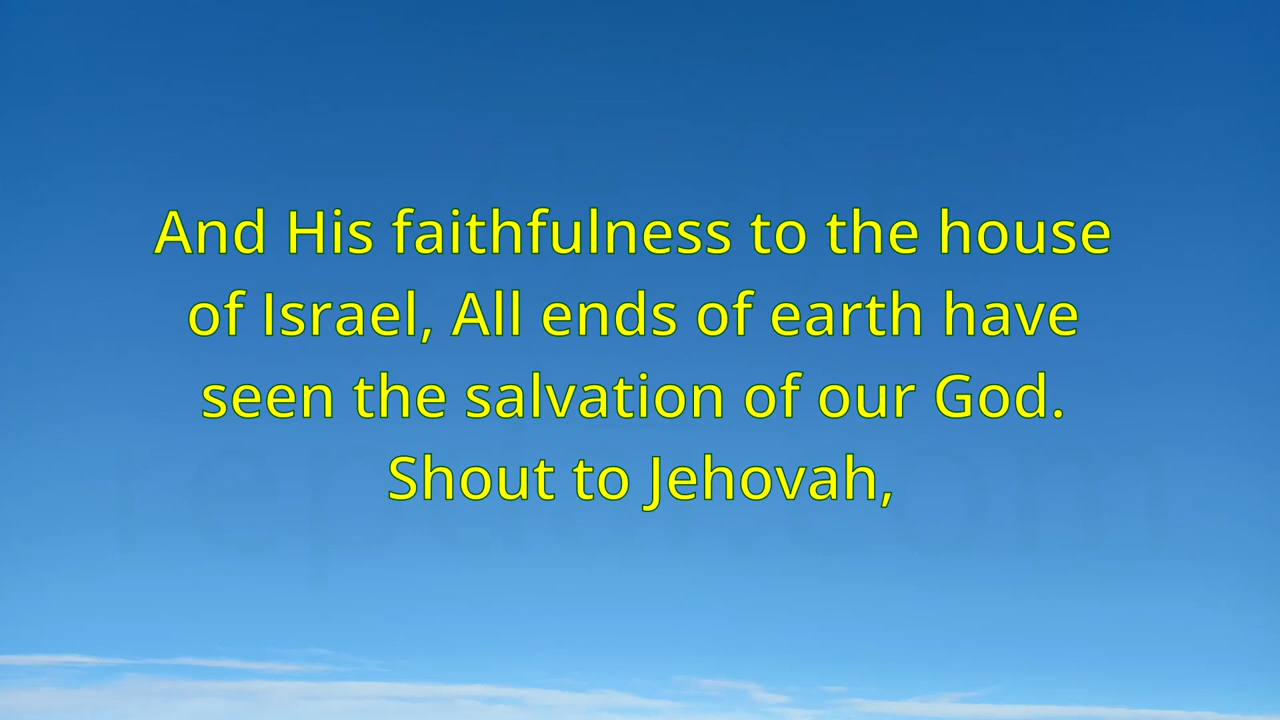 And His faithfulness to the house
of Israel, All ends of earth have
seen the salvation of our God.
Shout to Jehovah,